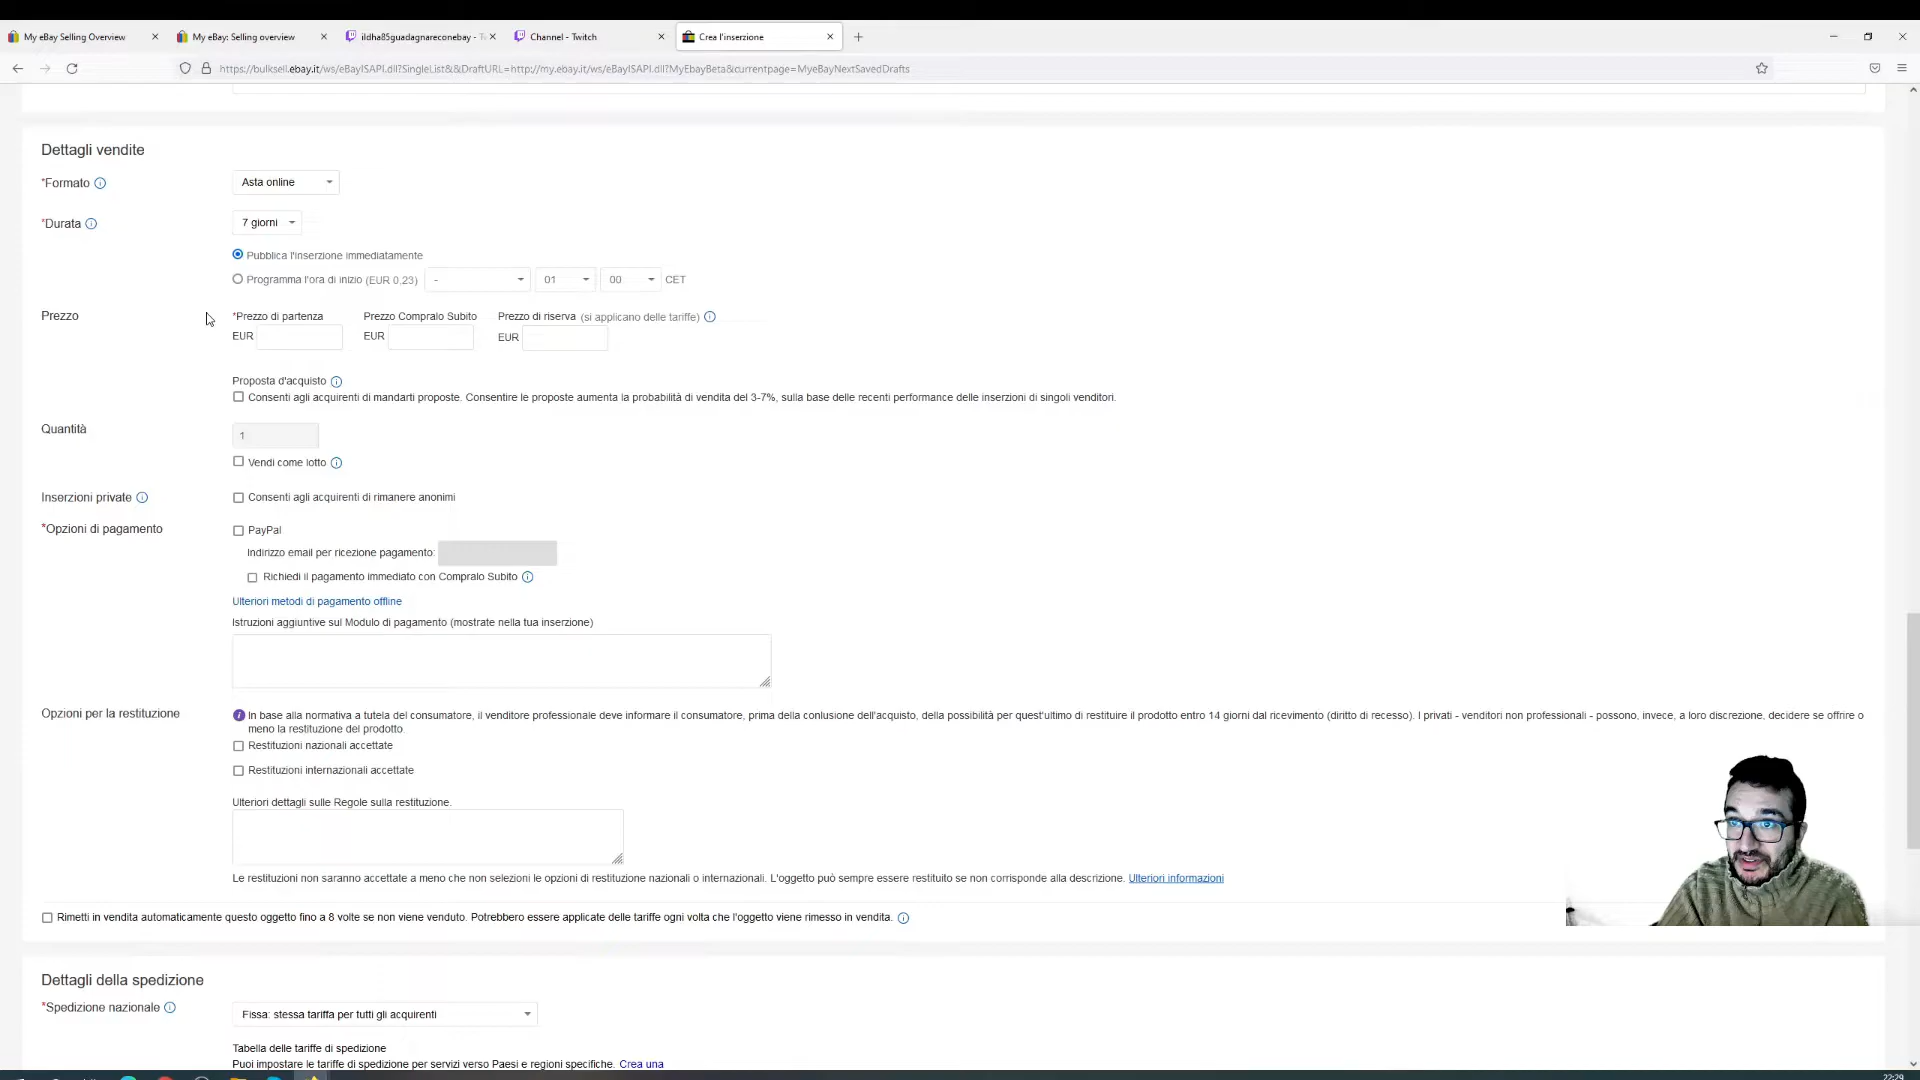 My eBay Selling Overview
My eBay: Selling overview
ildha85guadagnareconebay - T
Channel - Twitch
Crea l'inserzione
https://bulksell.ebay.it/ws/eBayISAPI.dll?SingleList&&DraftURL=http://my.ebay.it/ws/eBayISAPI.dll?MyEbayBeta&currentpage=MyeBayNextSavedDrafts
Dettagli vendite
*Formato
Asta online
*Durata
7 giorni
Pubblica l'inserzione immediatamente
Programma l'ora di inizio (EUR 0,23) - 01 00 CET
Prezzo
*Prezzo di partenza Prezzo Compralo Subito Prezzo di riserva (si applicano delle tariffe)
EUR EUR EUR
Proposta d'acquisto
Consenti agli acquirenti di mandarti proposte. Consentire le proposte aumenta la probabilità di vendita del 3-7%, sulla base delle recenti performance delle inserzioni di singoli venditori.
Quantità
1
Vendi come lotto
Inserzioni private
Consenti agli acquirenti di rimanere anonimi
*Opzioni di pagamento
PayPal
Indirizzo email per ricezione pagamento:
Richiedi il pagamento immediato con Compralo Subito
Ulteriori metodi di pagamento offline
Istruzioni aggiuntive sul Modulo di pagamento (mostrate nella tua inserzione)
Opzioni per la restituzione
In base alla normativa a tutela del consumatore, il venditore professionale deve informare il consumatore, prima della conlusione dell'acquisto, della possibilità per quest'ultimo di restituire il prodotto entro 14 giorni dal ricevimento (diritto di recesso). I privati - venditori non professionali - possono, invece, a loro discrezione, decidere se offrire o
meno la restituzione del prodotto
Restituzioni nazionali accettate
Restituzioni internazionali accettate
Ulteriori dettagli sulle Regole sulla restituzione.
Le restituzioni non saranno accettate a meno che non selezioni le opzioni di restituzione nazionali o internazionali. L'oggetto può sempre essere restituito se non corrisponde alla descrizione. Ulteriori informazioni
Rimetti in vendita automaticamente questo oggetto fino a 8 volte se non viene venduto. Potrebbero essere applicate delle tariffe ogni volta che l'oggetto viene rimesso in vendita.
Dettagli della spedizione
*Spedizione nazionale
Fissa: stessa tariffa per tutti gli acquirenti
Tabella delle tariffe di spedizione
Puoi impostare le tariffe di spedizione per servizi verso Paesi e regioni specifiche. Crea una
22:29